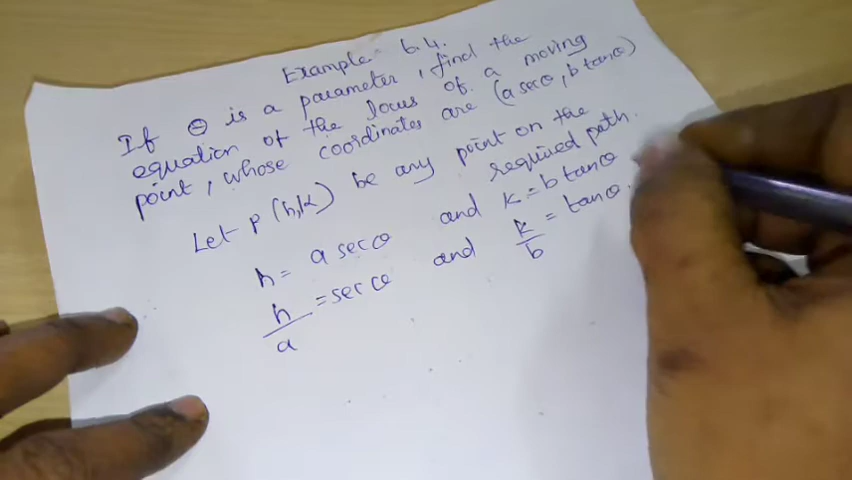 Example 6.4.
If θ is a parameter, find the
equation of the locus of a moving
point, whose coordinates are (a secθ, b tanθ)
Let P (h,k) be any point on the
required path.
h = a secθ and k = b tanθ
h/a = secθ and k/b = tanθ.